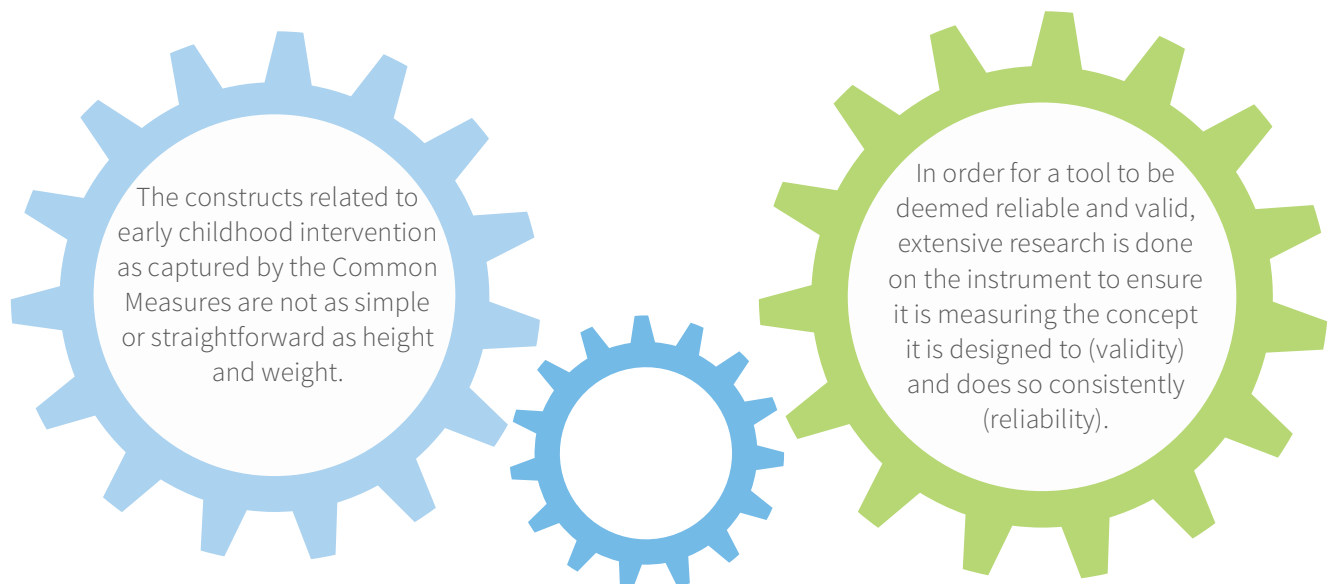 The constructs related to
early childhood intervention
as captured by the Common
Measures are not as simple
or straightforward as height
and weight.
In order for a tool to be
deemed reliable and valid,
extensive research is done
on the instrument to ensure
it is measuring the concept
it is designed to (validity)
and does so consistently
(reliability).